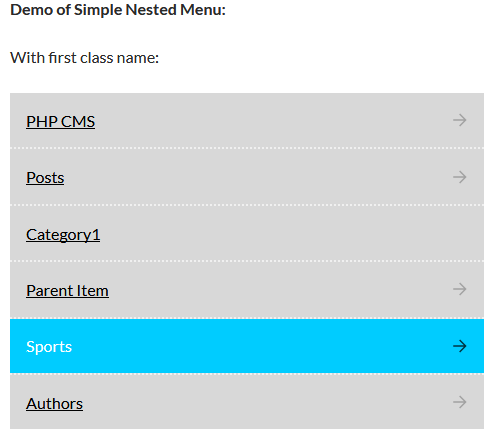 Demo of Simple Nested Menu:
With first class name:
PHP CMS
Posts
Category1
Parent Item
Sports
Authors